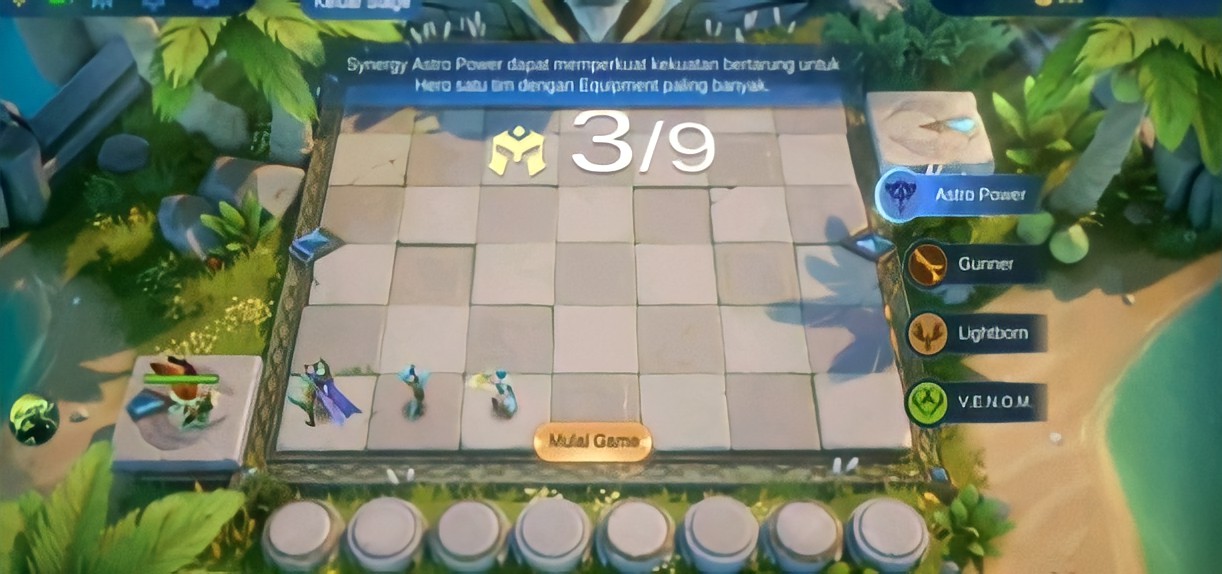 Synergy Astro Power dapat memperkuat kekuatan bertarung untuk
Hero satu tim dengan Equipment paling banyak.
3/9
Astro Power
Gunner
Lightborn
V.E.N.O.M
Mulai Game